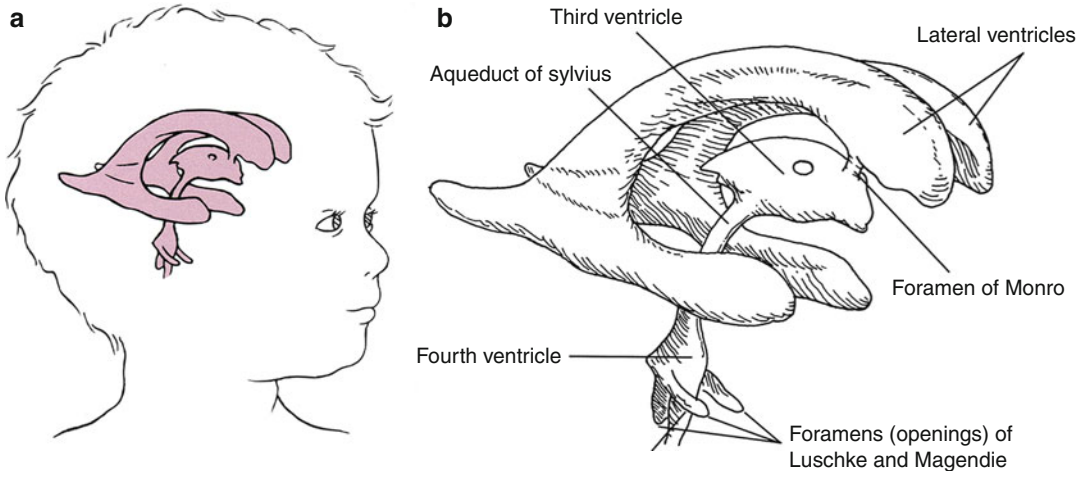 a
b
Third ventricle
Lateral ventricles
Aqueduct of sylvius
Foramen of Monro
Fourth ventricle
Foramens (openings) of
Luschke and Magendie